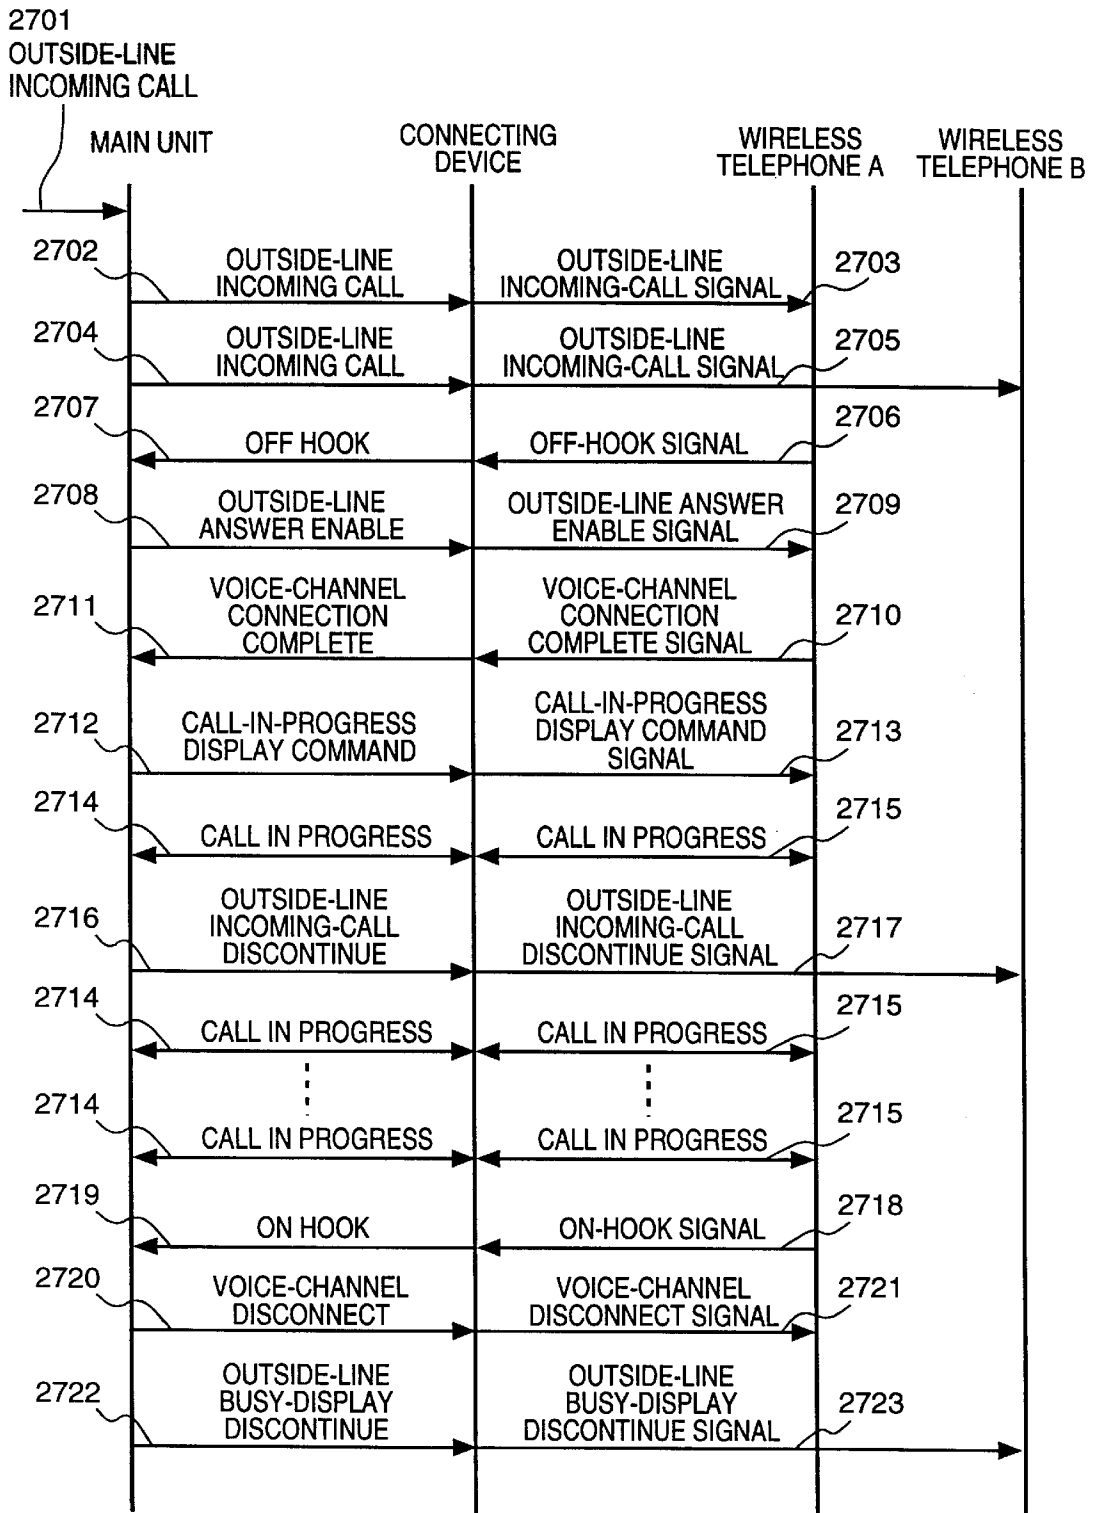 2701
OUTSIDE-LINE
INCOMING CALL
MAIN UNIT
CONNECTING
DEVICE
WIRELESS
TELEPHONE A
WIRELESS
TELEPHONE B
2702
OUTSIDE-LINE
INCOMING CALL
OUTSIDE-LINE
INCOMING-CALL SIGNAL
2703
2704
OUTSIDE-LINE
INCOMING CALL
OUTSIDE-LINE
INCOMING-CALL SIGNAL
2705
2707
OFF HOOK
OFF-HOOK SIGNAL
2706
2708
OUTSIDE-LINE
ANSWER ENABLE
OUTSIDE-LINE ANSWER
ENABLE SIGNAL
2709
2711
VOICE-CHANNEL
CONNECTION
COMPLETE
VOICE-CHANNEL
CONNECTION
COMPLETE SIGNAL
2710
2712
CALL-IN-PROGRESS
DISPLAY COMMAND
CALL-IN-PROGRESS
DISPLAY COMMAND
SIGNAL
2713
2714
CALL IN PROGRESS
CALL IN PROGRESS
2715
2716
OUTSIDE-LINE
INCOMING-CALL
DISCONTINUE
OUTSIDE-LINE
INCOMING-CALL
DISCONTINUE SIGNAL
2717
2714
CALL IN PROGRESS
CALL IN PROGRESS
2715
2714
CALL IN PROGRESS
CALL IN PROGRESS
2715
2719
ON HOOK
ON-HOOK SIGNAL
2718
2720
VOICE-CHANNEL
DISCONNECT
VOICE-CHANNEL
DISCONNECT SIGNAL
2721
2722
OUTSIDE-LINE
BUSY-DISPLAY
DISCONTINUE
OUTSIDE-LINE
BUSY-DISPLAY
DISCONTINUE SIGNAL
2723